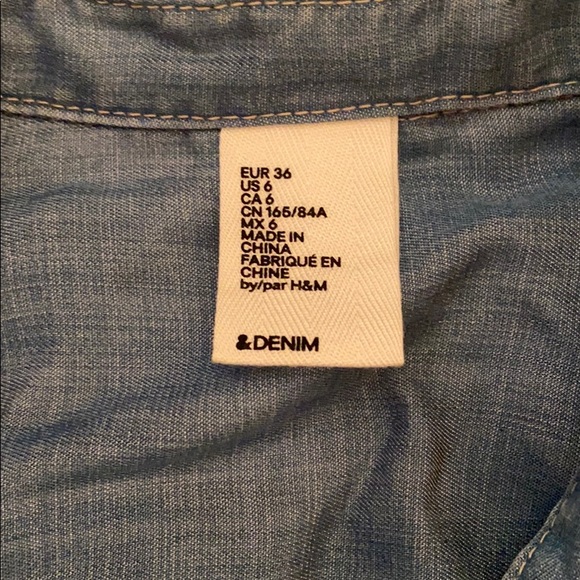 EUR 36
US 6
CA 6
CN 165/84A
MX 6
MADE IN
CHINA
FABRIQUÉ EN
CHINE
by/par H&M
&DENIM